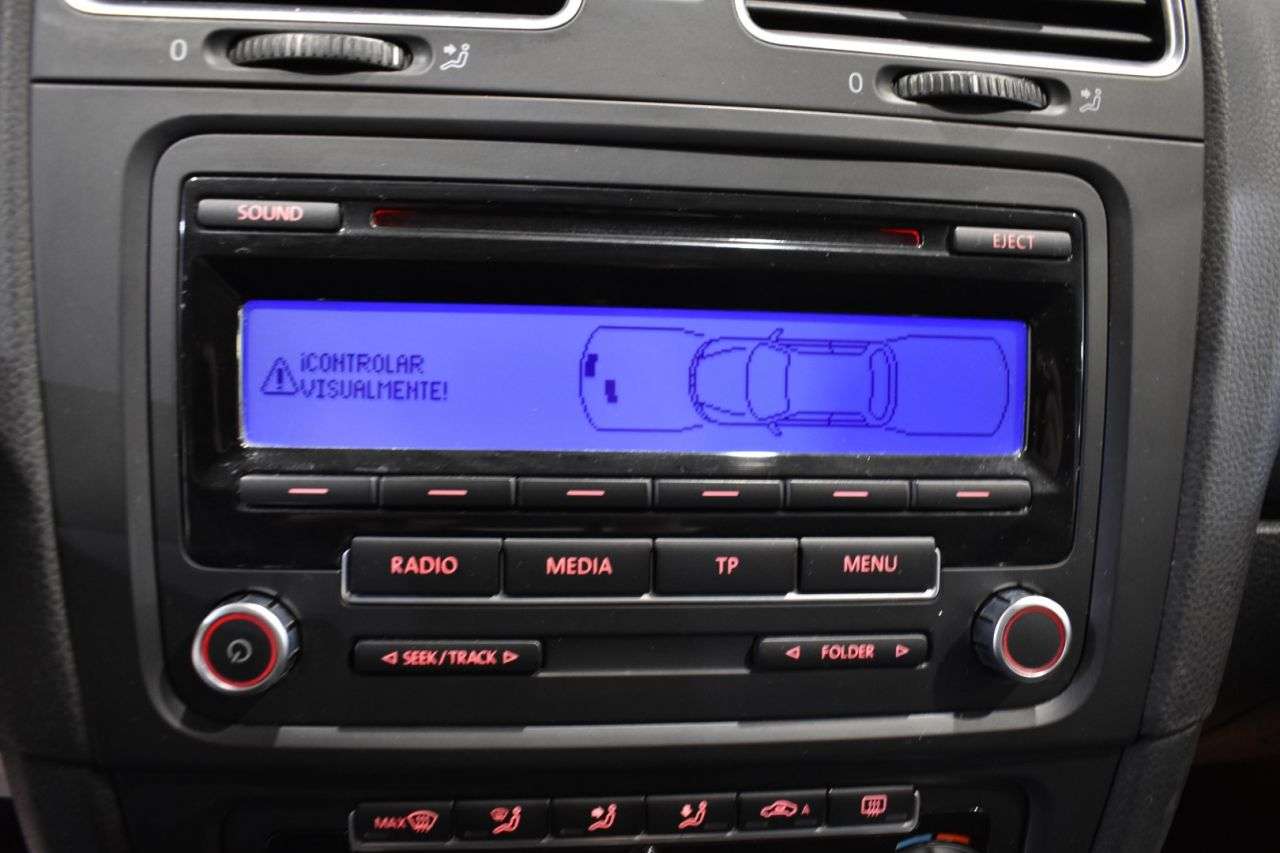 0
0
SOUND
EJECT
¡CONTROLAR
VISUALMENTE!
RADIO MEDIA TP MENU
SEEK/TRACK
FOLDER
MAX
A